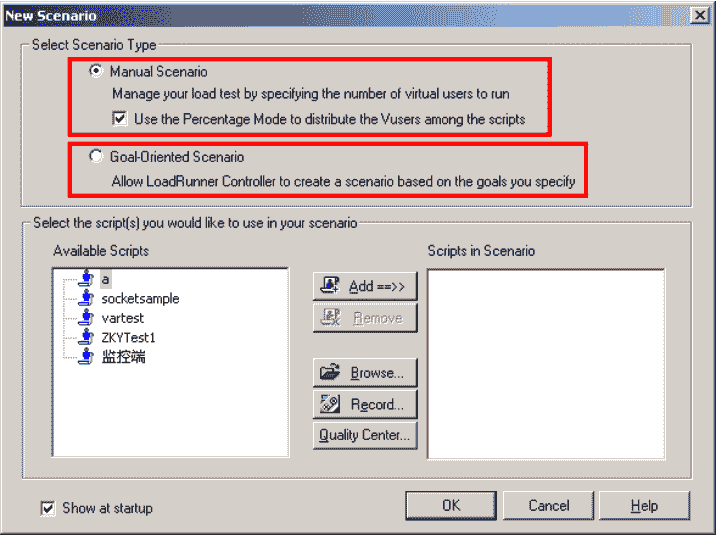 New Scenario
Select Scenario Type
Manual Scenario
Manage your load test by specifying the number of virtual users to run
Use the Percentage Mode to distribute the Vusers among the scripts
Goal-Oriented Scenario
Allow LoadRunner Controller to create a scenario based on the goals you specify
Select the script(s) you would like to use in your scenario
Available Scripts
Scripts in Scenario
a
socketsample
vartest
ZKYTest1
监控端
Add ==>>
Remove
Browse...
Record...
Quality Center...
Show at startup
OK
Cancel
Help